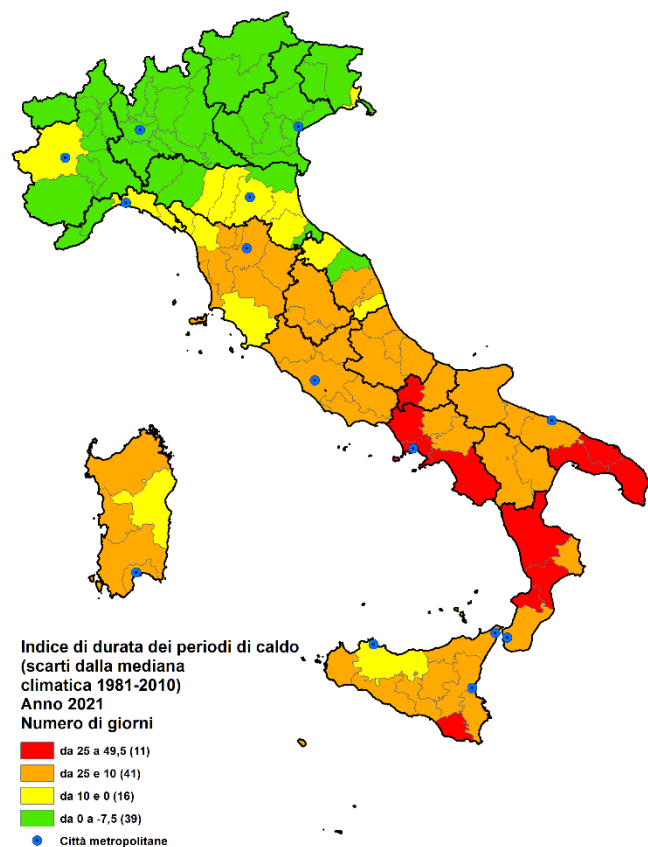 Indice di durata dei periodi di caldo
(scarti dalla mediana
climatica 1981-2010)
Anno 2021
Numero di giorni
da 25 a 49,5 (11)
da 25 e 10 (41)
da 10 e 0 (16)
da 0 a -7,5 (39)
Città metropolitane